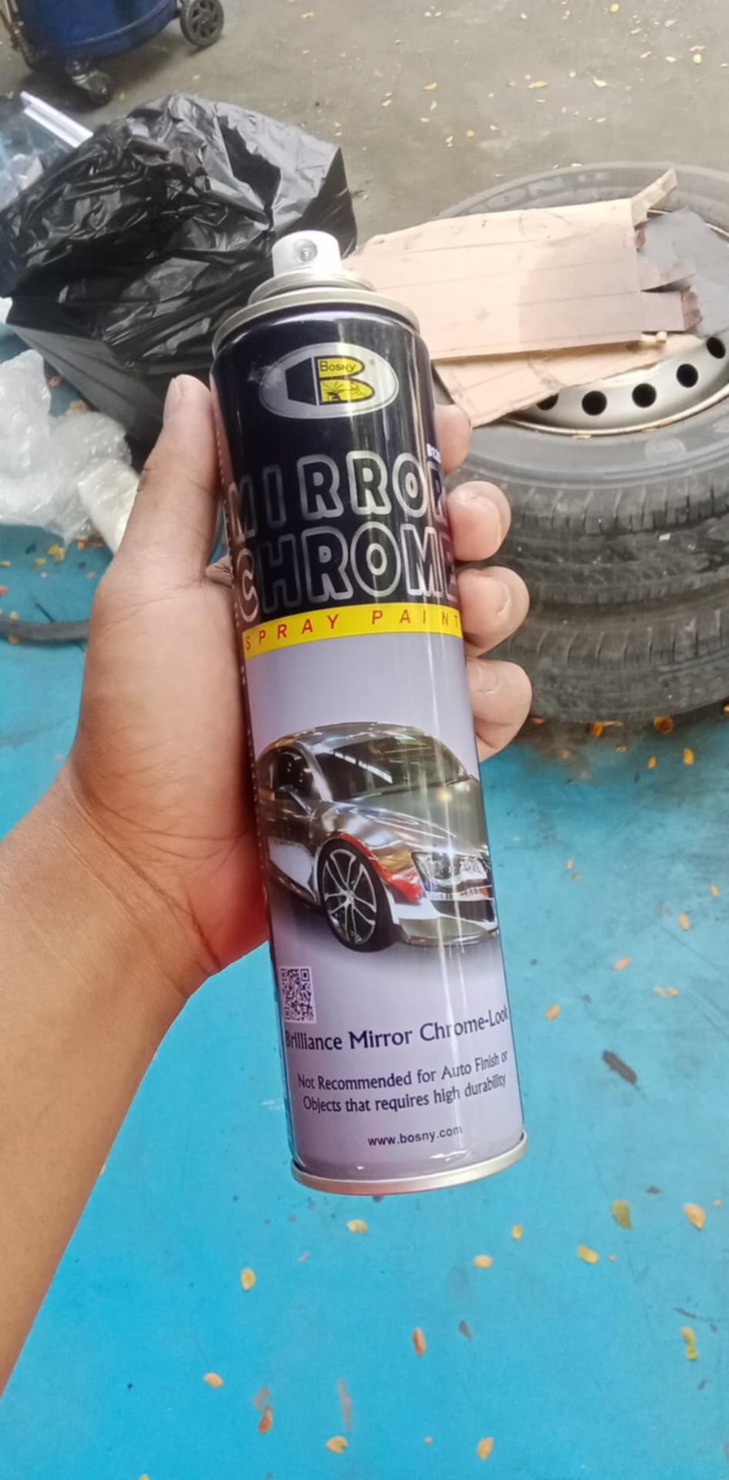 BOSNY
B
MIRROR
CHROME
SPRAY PAINT
Brilliance Mirror Chrome-Look
Not Recommended for Auto Finish or
Objects that requires high durability
www.bosny.com